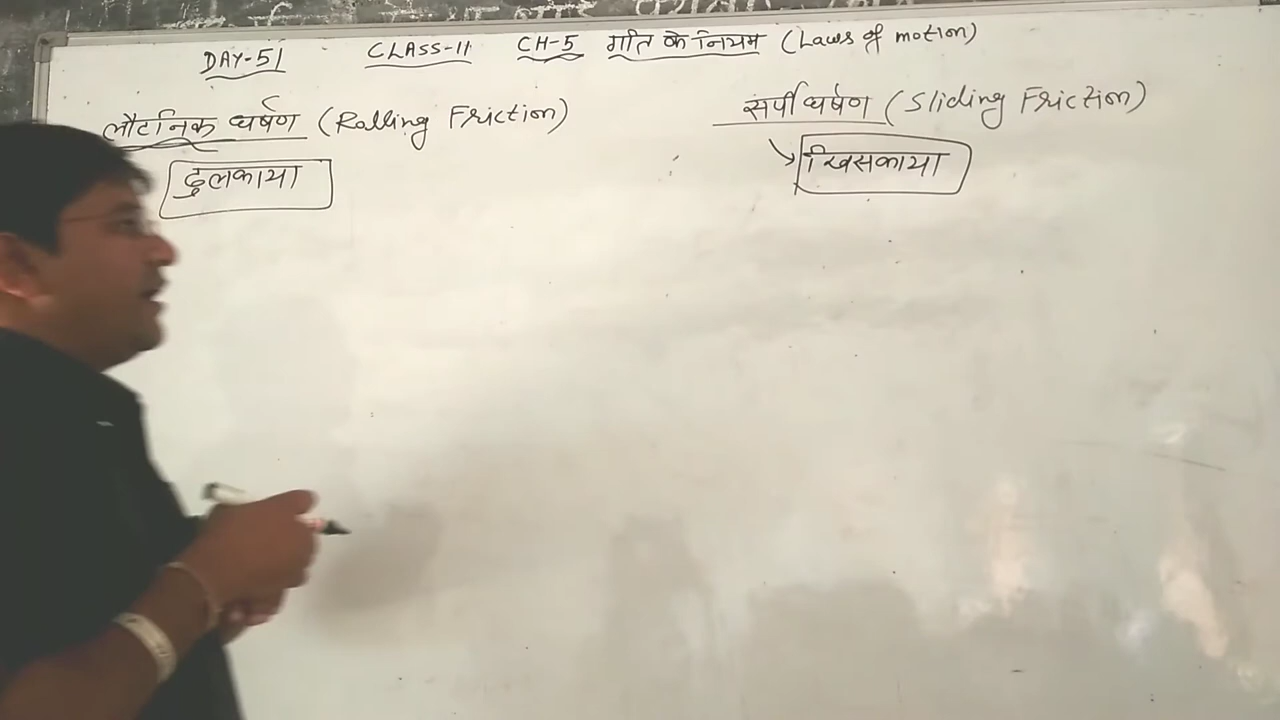 DAY-51 CLASS-11 CH-5 गति के नियम (Laws of motion)
लौटनिक घर्षण (Rolling Friction)
ढुलकाया
सर्पी घर्षण (Sliding Friction)
खिसकाया